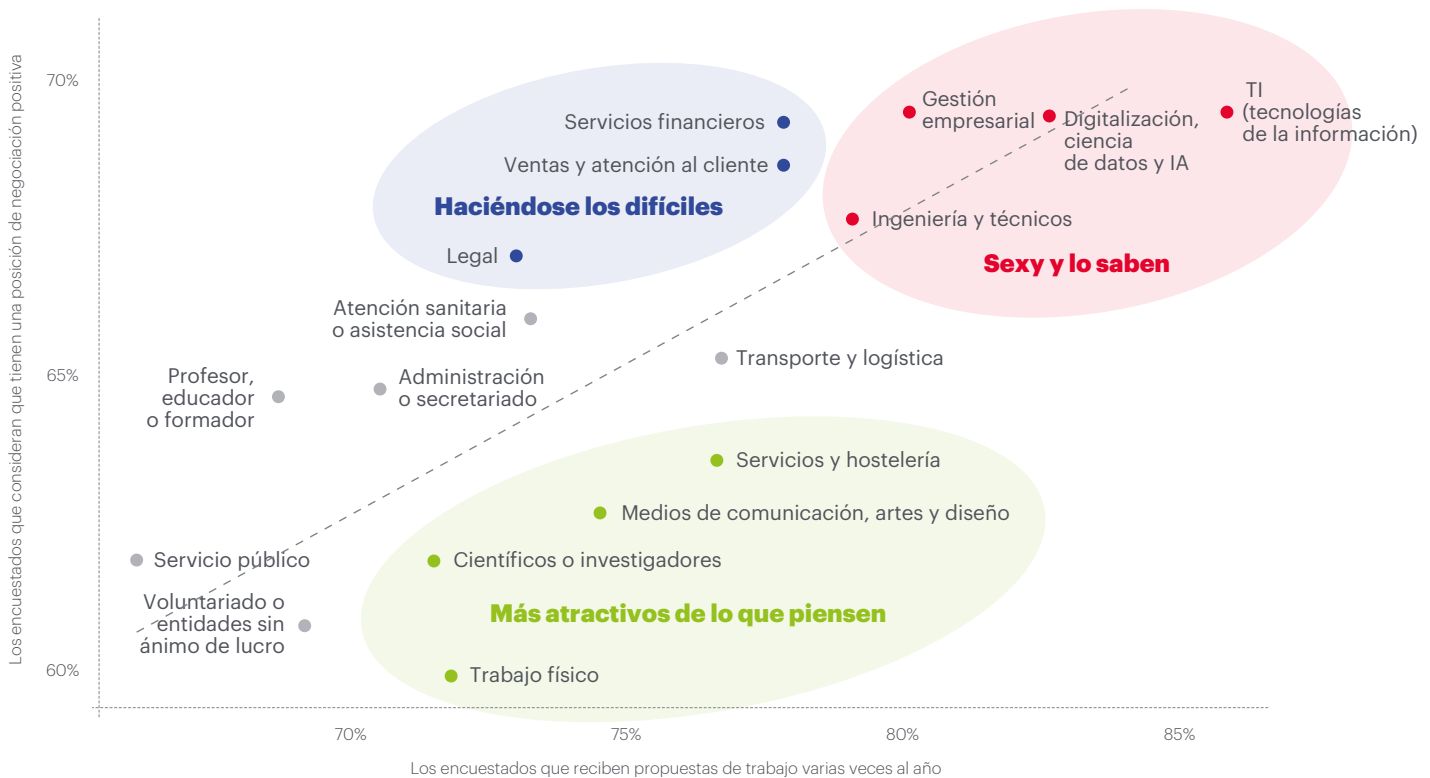 Los encuestados que consideran que tienen una posición de negociación positiva
70%
65%
60%
Servicios financieros
Ventas y atención al cliente
Haciéndose los difíciles
Legal
Gestión
empresarial
Digitalización,
ciencia
de datos y IA
TI
(tecnologías
de la información)
Ingeniería y técnicos
Sexy y lo saben
Atención sanitaria
o asistencia social
Transporte y logística
Profesor,
educador
o formador
Administración
o secretariado
Servicios y hostelería
Medios de comunicación, artes y diseño
Servicio público
Científicos o investigadores
Voluntariado o
entidades sin
ánimo de lucro
Más atractivos de lo que piensen
Trabajo físico
70%
75%
80%
85%
Los encuestados que reciben propuestas de trabajo varias veces al año